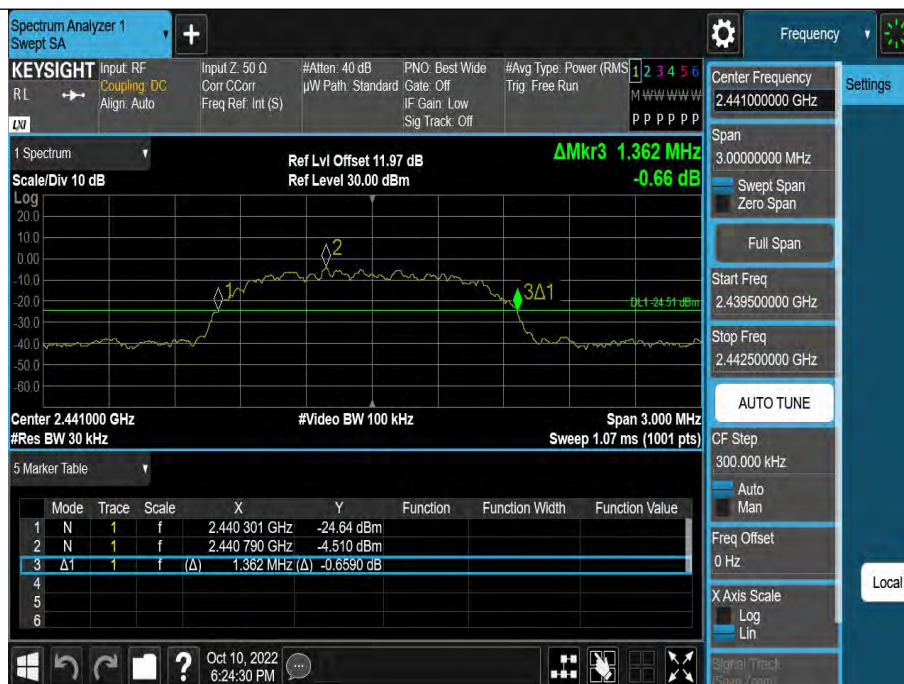 Spectrum Analyzer 1
Swept SA
Frequency
KEYSIGHT
RL
LXI
Input: RF
Coupling: DC
Align: Auto
Input Z: 50 Ω
Corr CCorr
Freq Ref: Int (S)
#Atten: 40 dB
µW Path: Standard
PNO: Best Wide
Gate: Off
IF Gain: Low
Sig Track: Off
#Avg Type: Power (RMS
Trig: Free Run
1 2 3 4 5 6
M W W W W W
P P P P P P
Center Frequency
2.441000000 GHz
Settings
Span
3.00000000 MHz
Swept Span
Zero Span
Full Span
Start Freq
2.439500000 GHz
Stop Freq
2.442500000 GHz
AUTO TUNE
CF Step
300.000 kHz
Auto
Man
Freq Offset
0 Hz
Local
X Axis Scale
Log
Lin
Signal Track
(Span Zoom)
1 Spectrum
Scale/Div 10 dB
Log
Ref Lvl Offset 11.97 dB
Ref Level 30.00 dBm
ΔMkr3 1.362 MHz
-0.66 dB
20.0
10.0
0.00
-10.0
-20.0
-30.0
-40.0
-50.0
-60.0
1
2
3Δ1
DL1 -24.51 dBm
Center 2.441000 GHz
#Video BW 100 kHz
Span 3.000 MHz
#Res BW 30 kHz
Sweep 1.07 ms (1001 pts)
5 Marker Table
Mode Trace Scale X Y Function Function Width Function Value
1 N 1 f 2.440 301 GHz -24.64 dBm
2 N 1 f 2.440 790 GHz -4.510 dBm
3 Δ1 1 f (Δ) 1.362 MHz (Δ) -0.6590 dB
4
5
6
Oct 10, 2022
6:24:30 PM